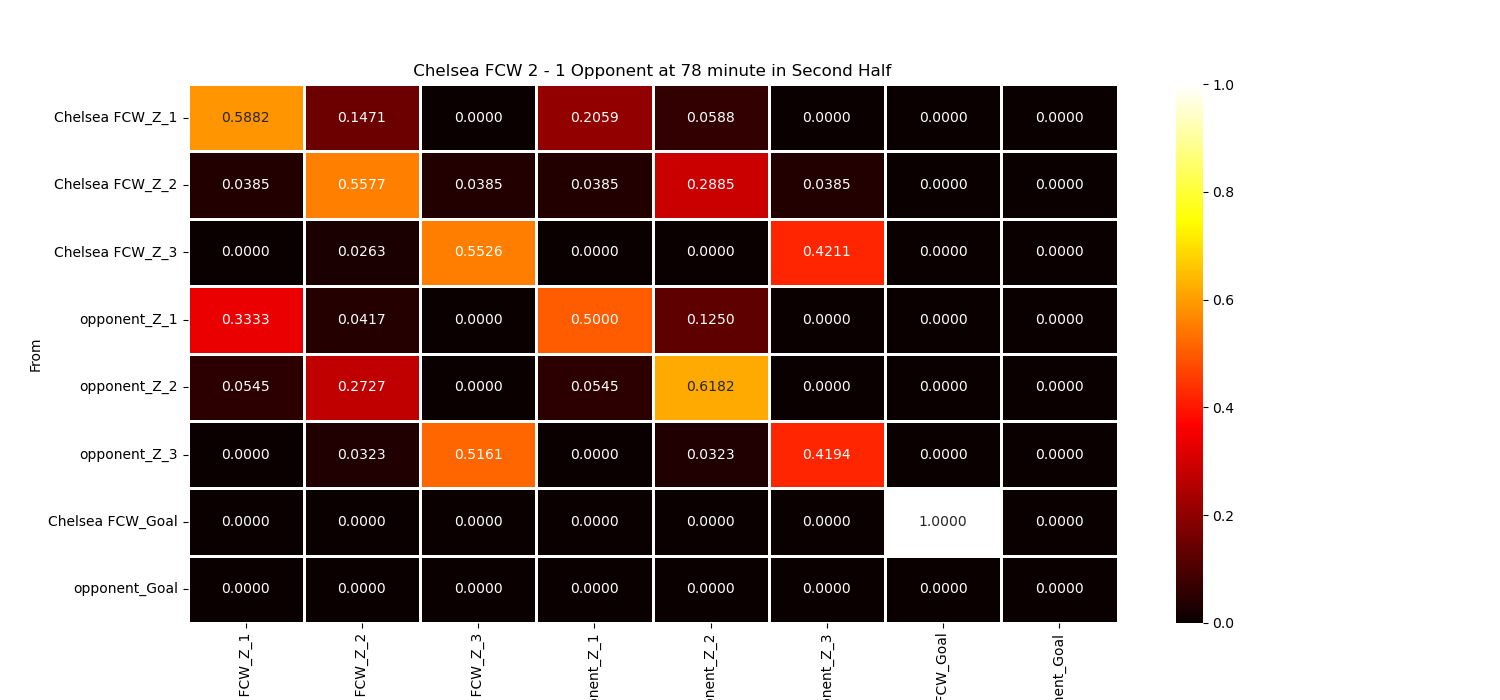 Chelsea FCW 2 - 1 Opponent at 78 minute in Second Half
Chelsea FCW_Z_1 0.5882 0.1471 0.0000 0.2059 0.0588 0.0000 0.0000 0.0000
Chelsea FCW_Z_2 0.0385 0.5577 0.0385 0.0385 0.2885 0.0385 0.0000 0.0000
Chelsea FCW_Z_3 0.0000 0.0263 0.5526 0.0000 0.0000 0.4211 0.0000 0.0000
opponent_Z_1 0.3333 0.0417 0.0000 0.5000 0.1250 0.0000 0.0000 0.0000
opponent_Z_2 0.0545 0.2727 0.0000 0.0545 0.6182 0.0000 0.0000 0.0000
opponent_Z_3 0.0000 0.0323 0.5161 0.0000 0.0323 0.4194 0.0000 0.0000
Chelsea FCW_Goal 0.0000 0.0000 0.0000 0.0000 0.0000 0.0000 1.0000 0.0000
opponent_Goal 0.0000 0.0000 0.0000 0.0000 0.0000 0.0000 0.0000 0.0000
From
FCW_Z_1
FCW_Z_2
FCW_Z_3
nent_Z_1
nent_Z_2
nent_Z_3
FCW_Goal
nent_Goal
1.0
0.8
0.6
0.4
0.2
0.0